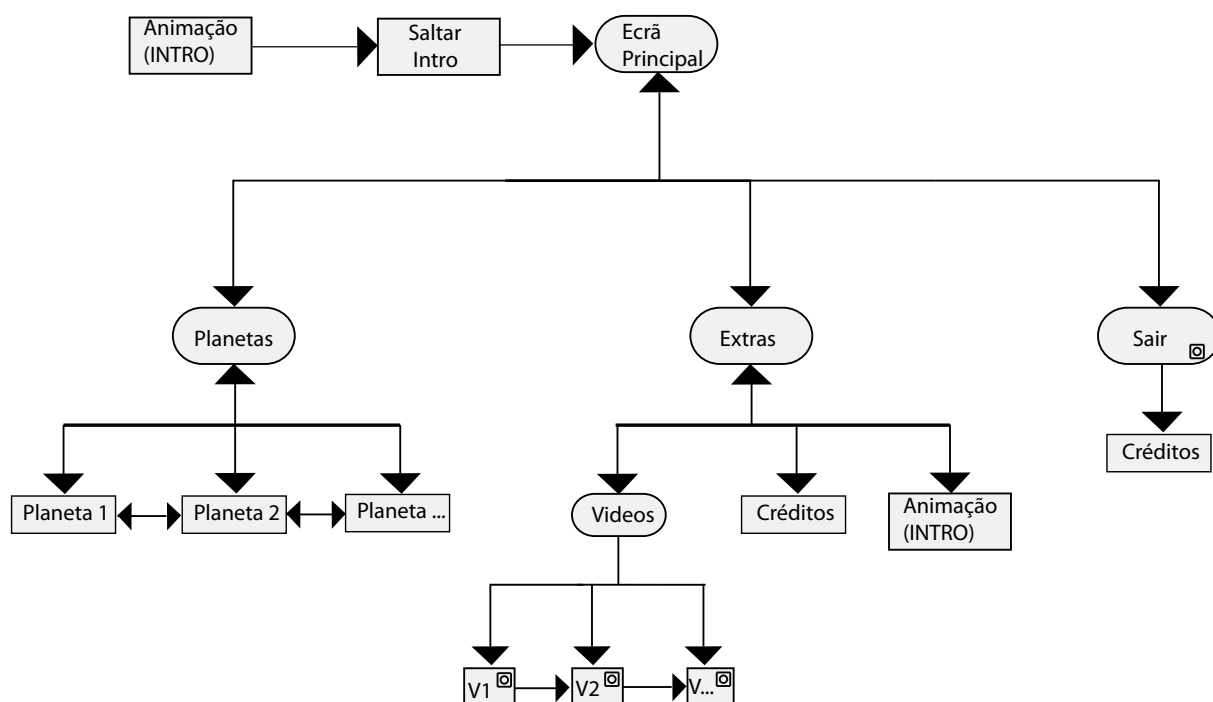 Animação
(INTRO)
Saltar
Intro
Ecrã
Principal
Planetas
Extras
Sair
Créditos
Planeta 1
Planeta 2
Planeta ...
Videos
Créditos
Animação
(INTRO)
V1
V2
V...